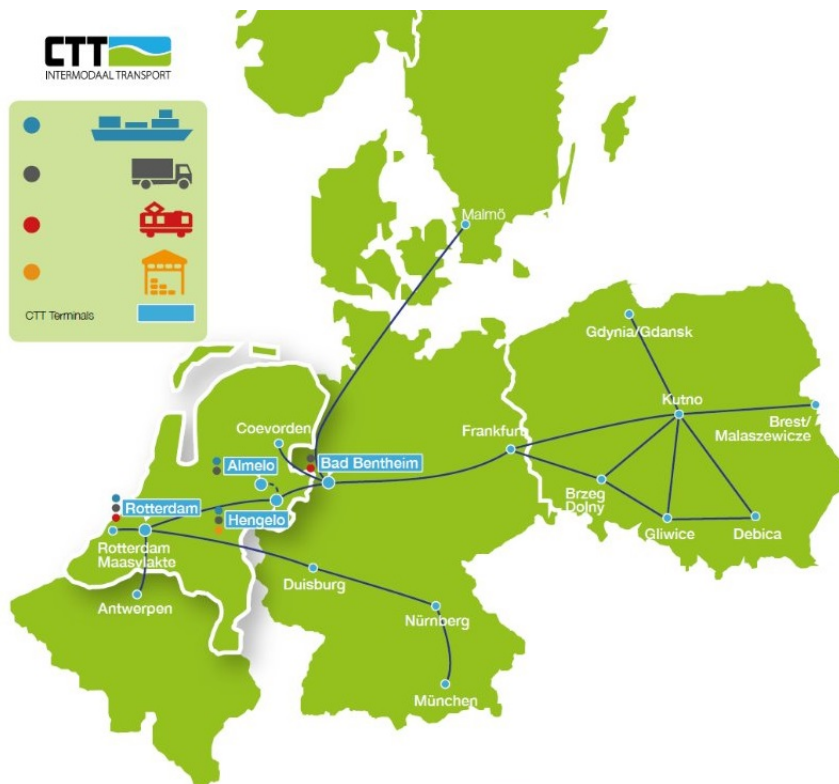 CTT
INTERMODAAL TRANSPORT
CTT Terminals
Malmö
Gdynia/Gdansk
Coevorden
Kutno
Brest/
Malaszewicze
Frankfurt
Almelo
Bad Bentheim
Brzeg
Dolny
Rotterdam
Hengelo
Gliwice
Debica
Rotterdam
Maasvlakte
Duisburg
Antwerpen
Nürnberg
München